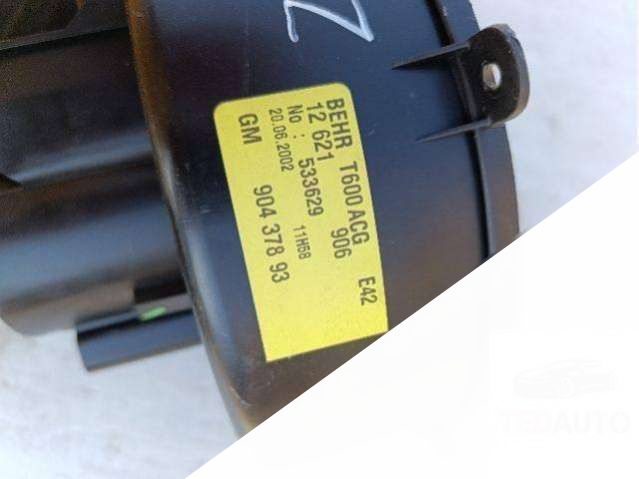 Z
BEHR T600ACG E42
12 621 906
No : 533629
20.06.2002 11H58
GM 904 378 93
TEDAUTO